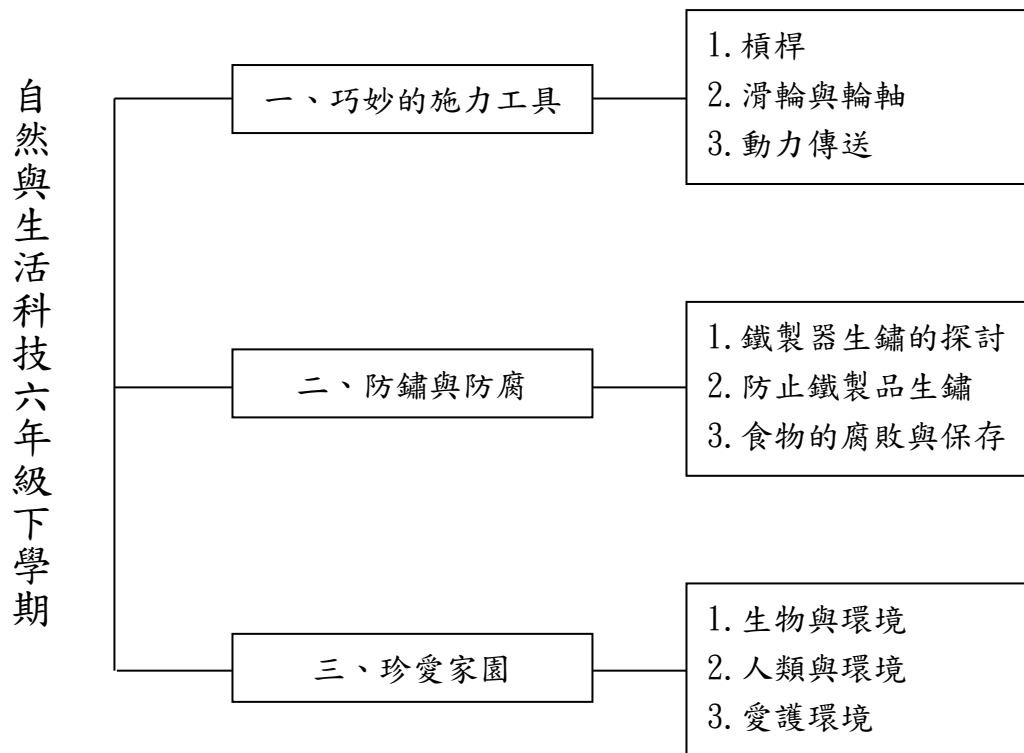 自然與生活科技六年級下學期
一、巧妙的施力工具
1.槓桿
2.滑輪與輪軸
3.動力傳送
二、防鏽與防腐
1.鐵製器生鏽的探討
2.防止鐵製品生鏽
3.食物的腐敗與保存
三、珍愛家園
1.生物與環境
2.人類與環境
3.愛護環境